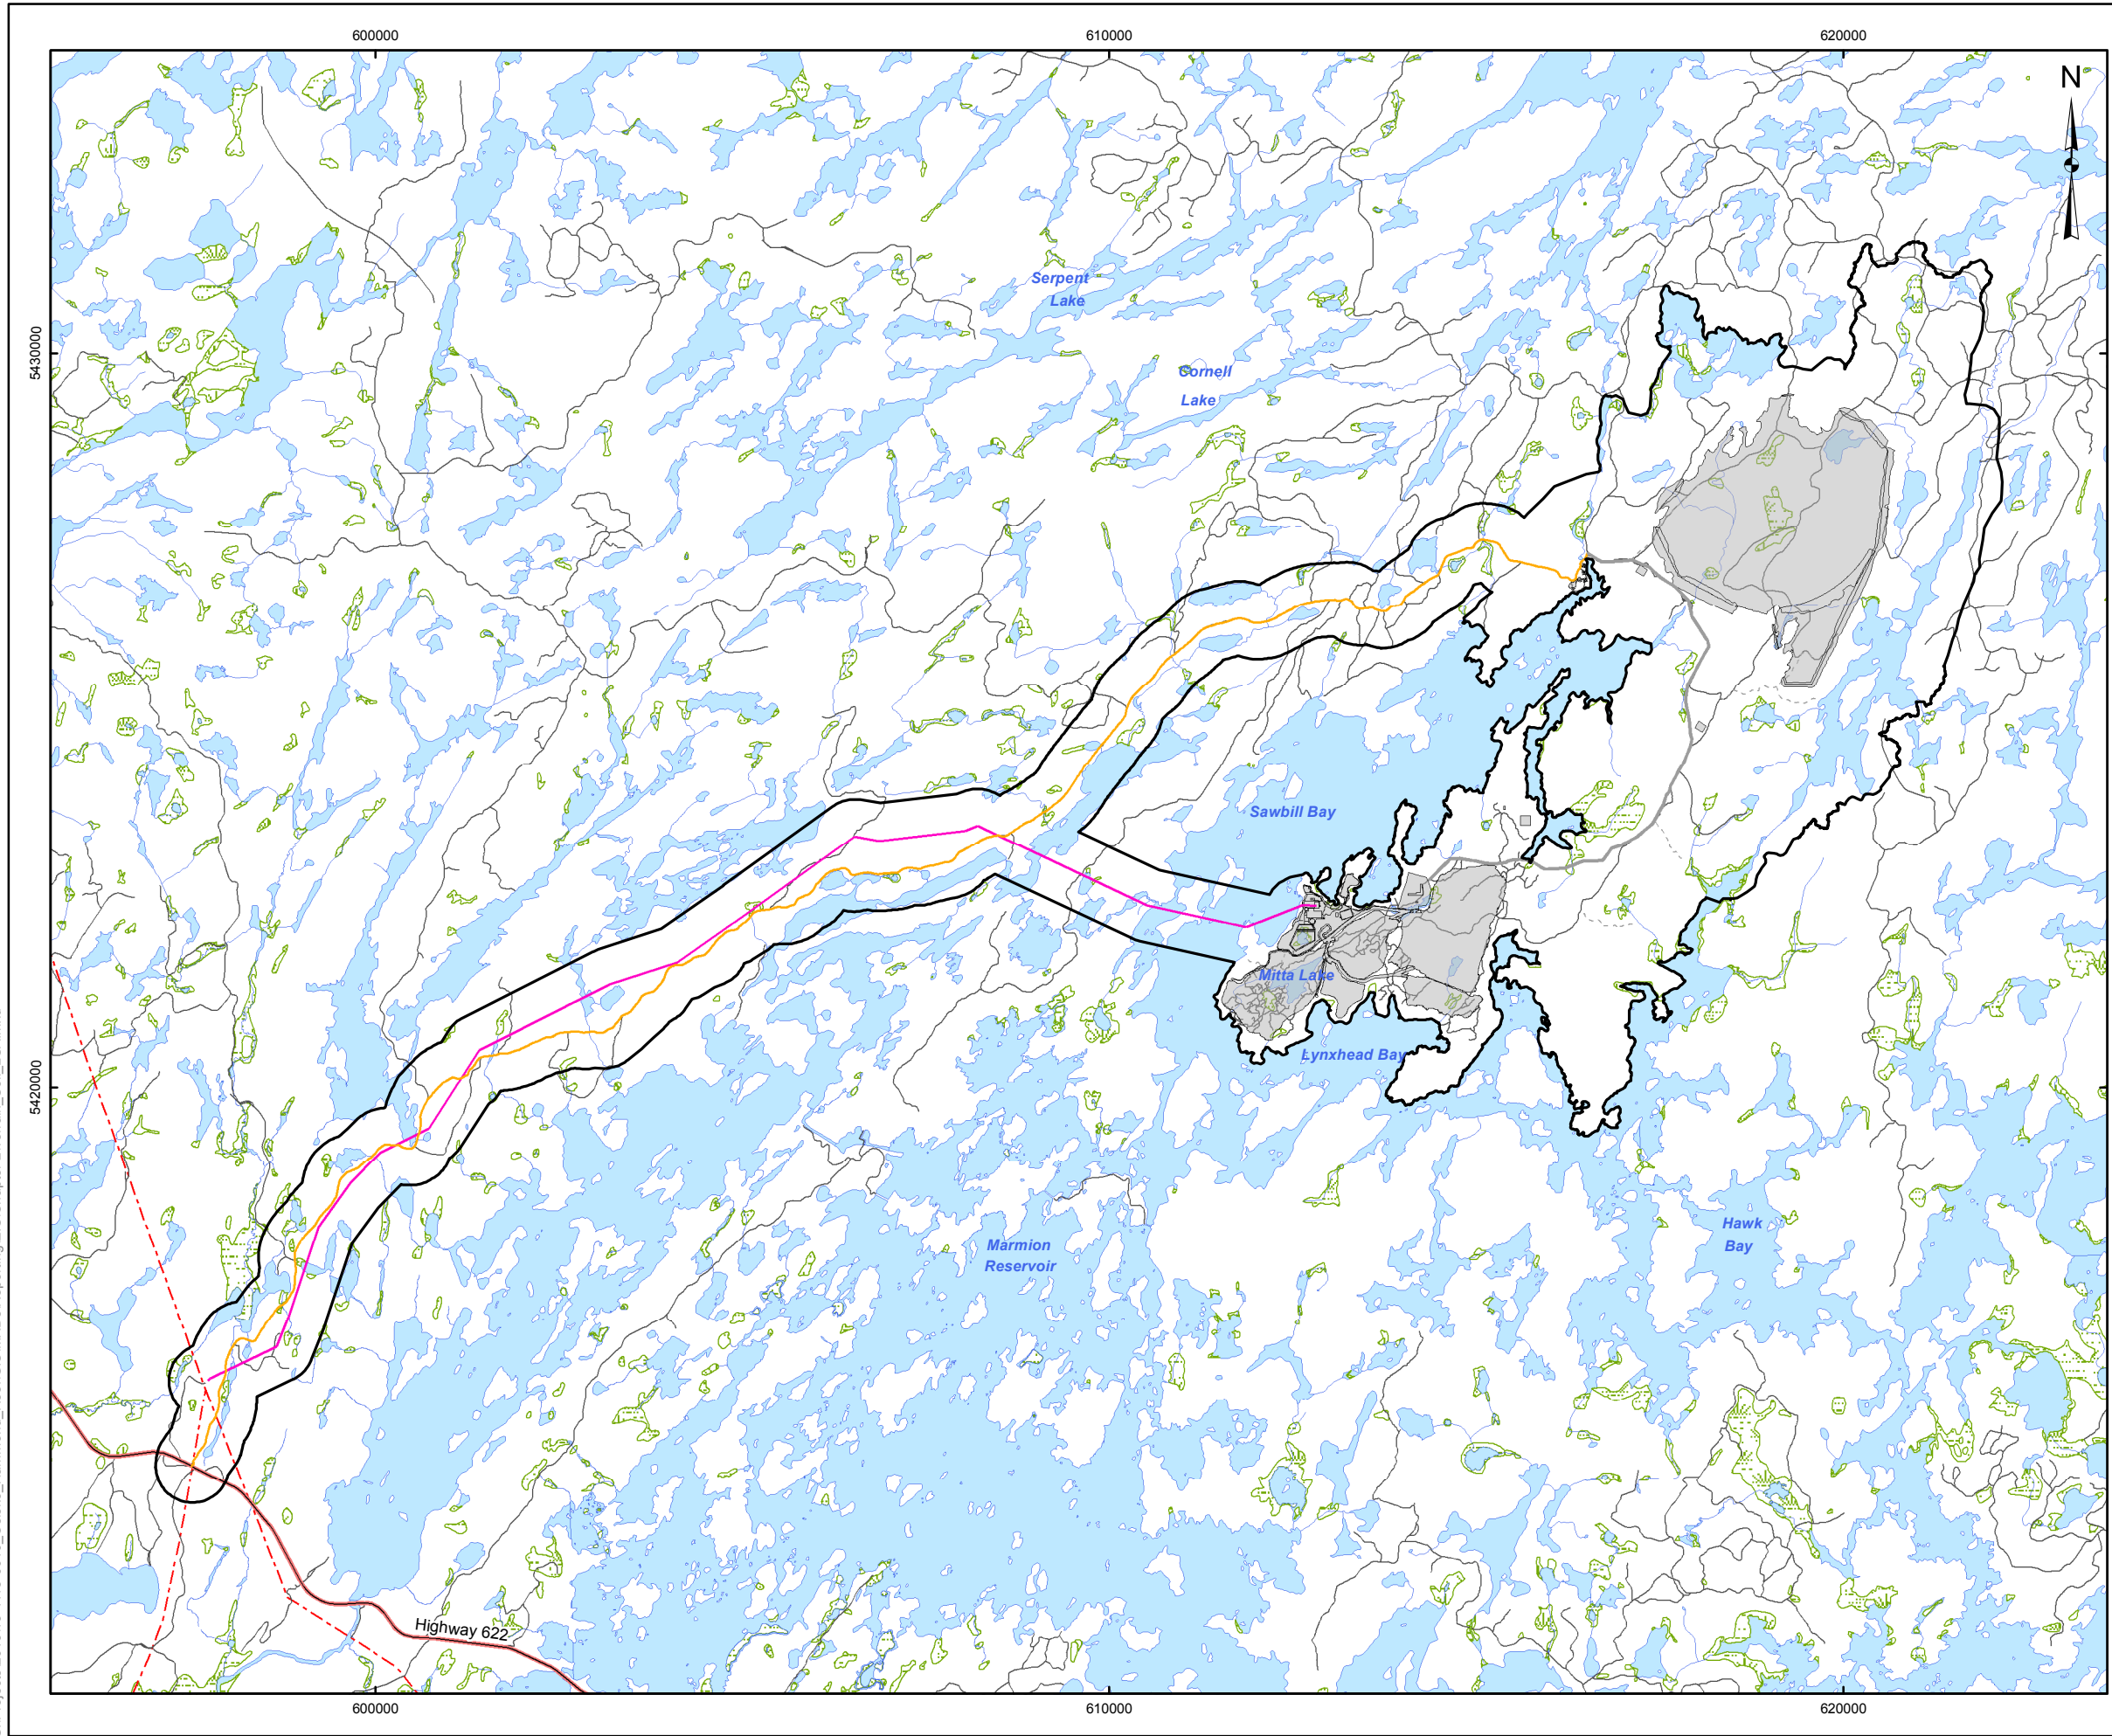 600000
610000
620000
N
Serpent
Lake
5430000
Cornell
Lake
Sawbill Bay
Mitta Lake
Lynxhead Bay
5420000
Hawk
Bay
Marmion
Reservoir
Highway 622
600000
610000
620000